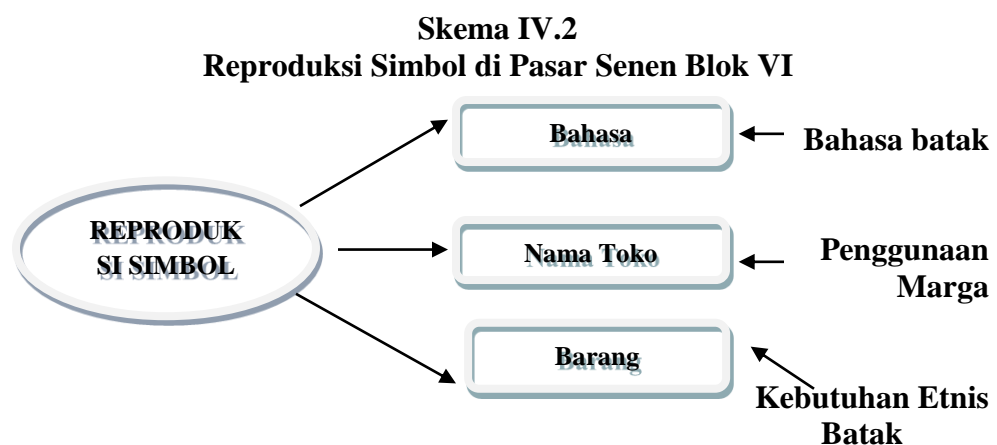 Skema IV.2
Reproduksi Simbol di Pasar Senen Blok VI
Bahasa
Bahasa batak
REPRODUK
SI SIMBOL
Nama Toko
Penggunaan
Marga
Barang
Kebutuhan Etnis
Batak